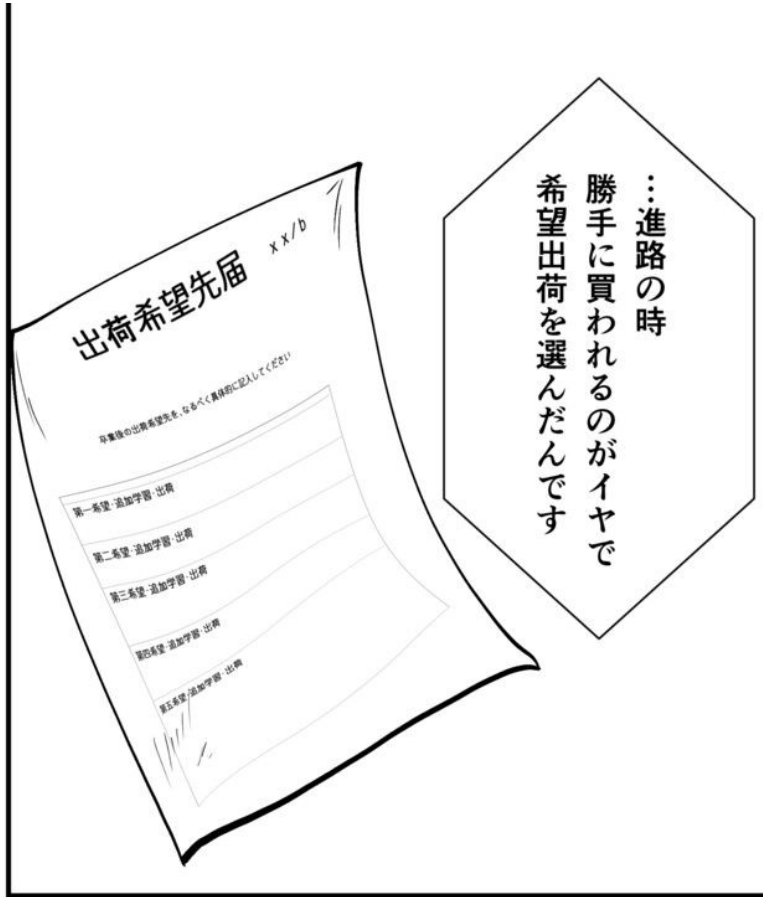 …進路の時
勝手に買われるのがイヤで
希望出荷を選んだんです
xx/b
出荷希望先届
卒業後の出荷希望先を、なるべく具体的に記入してください
第一希望・追加学習・出荷
第二希望・追加学習・出荷
第三希望・追加学習・出荷
第四希望・追加学習・出荷
第五希望・追加学習・出荷